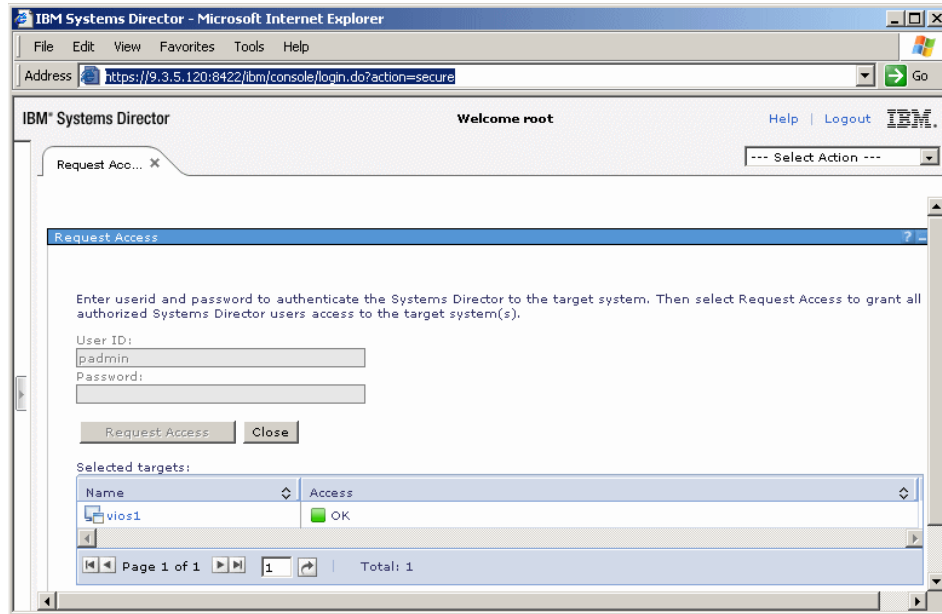 IBM Systems Director - Microsoft Internet Explorer
File Edit View Favorites Tools Help
Address https://9.3.5.120:8422/ibm/console/login.do?action=secure Go
IBM® Systems Director Welcome root Help | Logout IBM.
Request Acc... --- Select Action ---
Request Access ?
Enter userid and password to authenticate the Systems Director to the target system. Then select Request Access to grant all
authorized Systems Director users access to the target system(s).
User ID:
padmin
Password:
Request Access Close
Selected targets:
Name Access
vios1 OK
Page 1 of 1 1 Total: 1